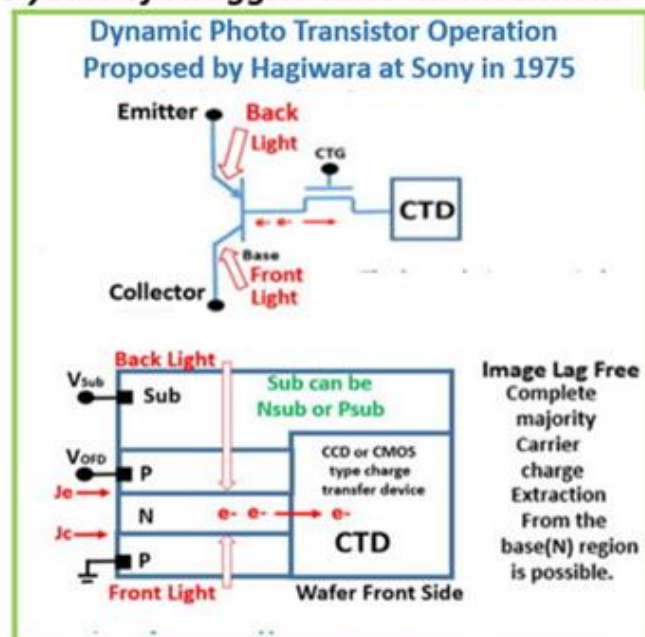 Dynamic Photo Transistor Operation
Proposed by Hagiwara at Sony in 1975
Emitter
Back
Light
CTG
CTD
e- e-
Base
Front
Light
Collector
Back Light
VSub
Sub
Sub can be
Nsub or Psub
VOFD
P
Je
N
e- e- e-
Jc
P
CCD or CMOS
type charge
transfer device
CTD
Front Light
Wafer Front Side
Image Lag Free
Complete
majority
Carrier
charge
Extraction
From the
base(N) region
is possible.